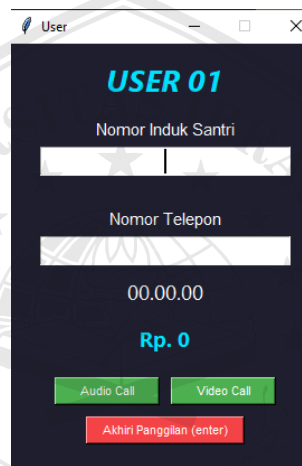 User
USER 01
Nomor Induk Santri
Nomor Telepon
00.00.00
Rp. 0
Audio Call Video Call
Akhiri Panggilan (enter)